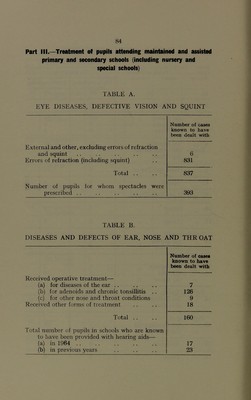 94
Part III.—Treatment of pupils attending maintained and assisted
primary and secondary schools (including nursery and
special schools)
TABLE A.
EYE DISEASES, DEFECTIVE VISION AND SQUINT
Number of cases
known to have
been dealt with
External and other, excluding errors of refraction
and squint .. .. .. .. .. 6
Errors of refraction (including squint) .. 831
Total .. .. 837
Number of pupils for whom spectacles were
prescribed .. .. .. .. .. 393
TABLE B.
DISEASES AND DEFECTS OF EAR, NOSE AND THROAT
Number of cases
known to have
been dealt with
Received operative treatment—
(a) for diseases of the ear .. .. .. 7
(b) for adenoids and chronic tonsillitis .. 126
(c) for other nose and throat conditions 9
Received other forms of treatment .. .. 18
Total .. .. 160
Total number of pupils in schools who are known
to have been provided with hearing aids—
(a) in 1964 .. .. .. .. .. 17
(b) in previous years .. .. .. 23